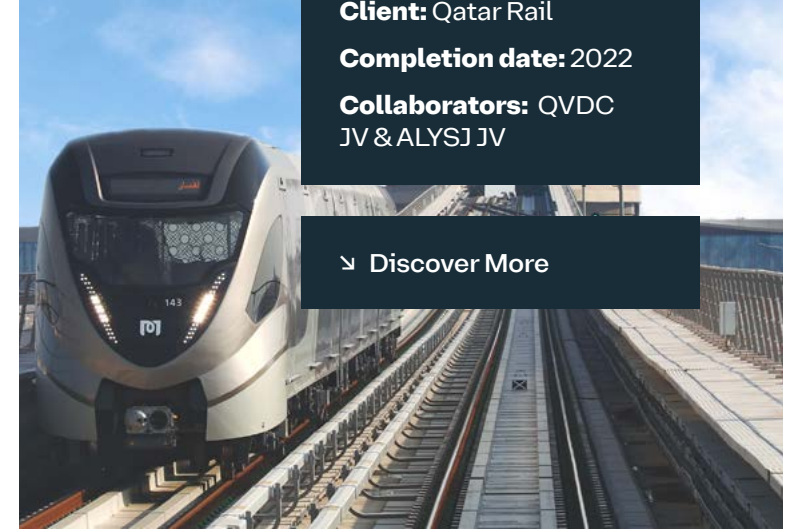 Client: Qatar Rail
Completion date: 2022
Collaborators: QVDC
JV & ALYSJ JV
↘ Discover More
143